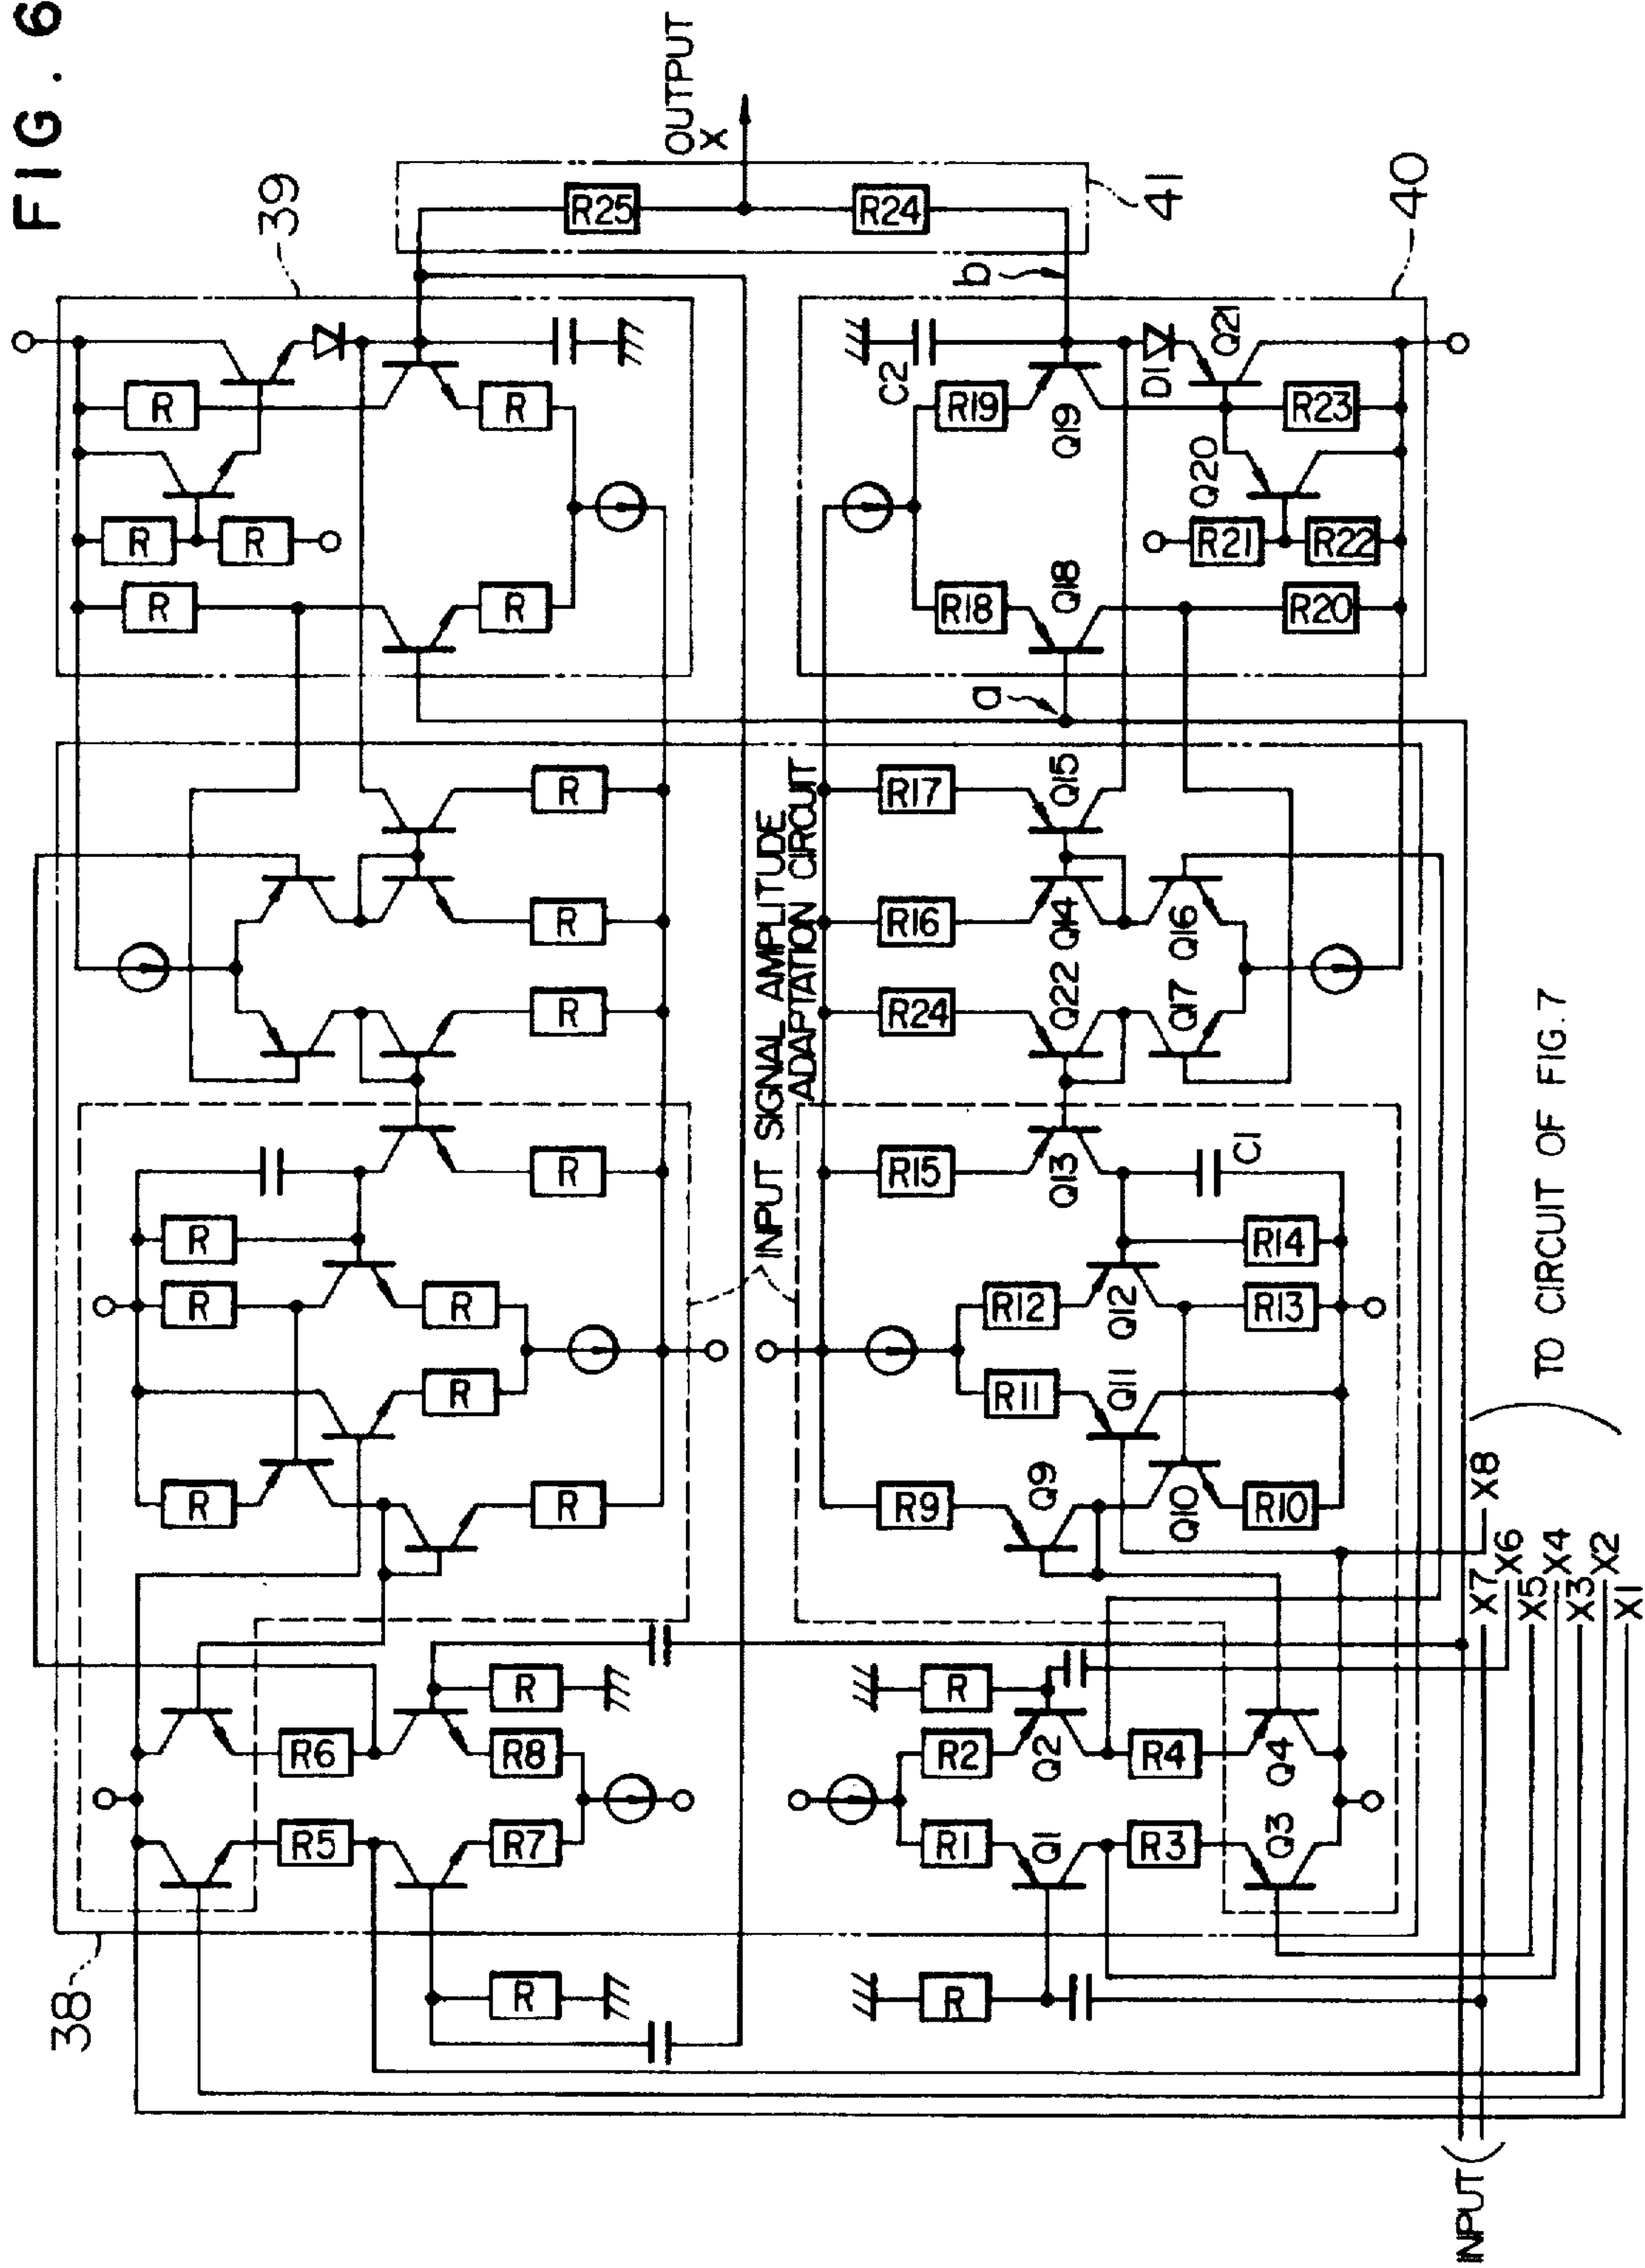 FIG. 6
39
R
R
R
R
R
R
OUTPUT
X
R25
R24
41
b
40
C2
R19
Q19
D1
Q21
R23
Q20
R21
R22
R18
Q18
R20
a
R
R
R
INPUT SIGNAL AMPLITUDE
ADAPTATION CIRCUIT
R17
Q15
R16
Q14
Q16
R24
Q22
Q17
R
R
R
R
R
R
R
R15
Q13
C1
R14
R12
Q12
R13
R11
Q11
R9
Q9
Q10
R10
TO CIRCUIT OF FIG.7
38
R6
R8
R
R5
R7
R
R
R2
Q2
R4
Q4
R1
Q1
R3
Q3
R
X8
X7
X6
X5
X4
X3
X2
X1
INPUT